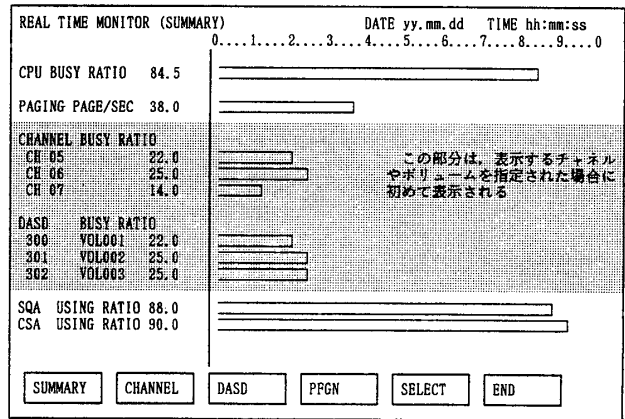 REAL TIME MONITOR (SUMMARY) DATE yy.mm.dd TIME hh:mm:ss
0....1....2....3....4....5....6....7....8....9....0
CPU BUSY RATIO 84.5
PAGING PAGE/SEC 38.0
CHANNEL BUSY RATIO
CH 05 22.0
CH 06 25.0
CH 07 14.0
この部分は，表示するチャネル
やボリュームを指定された場合に
初めて表示される
DASD BUSY RATIO
300 VOL001 22.0
301 VOL002 25.0
302 VOL003 25.0
SQA USING RATIO 88.0
CSA USING RATIO 90.0
SUMMARY CHANNEL DASD PFGN SELECT END